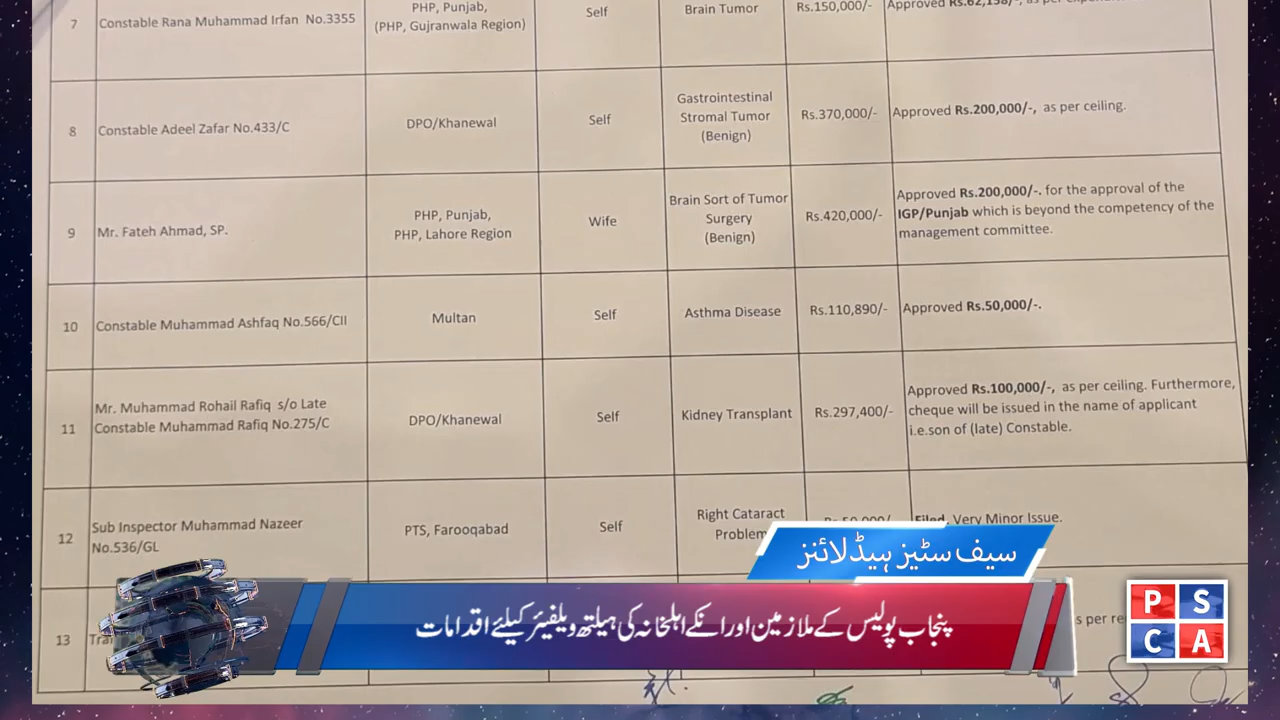 7
Constable Rana Muhammad Irfan No.3355
PHP, Punjab,
(PHP, Gujranwala Region)
Self
Brain Tumor
Rs.150,000/-
Approved
8
Constable Adeel Zafar No.433/C
DPO/Khanewal
Self
Gastrointestinal
Stromal Tumor
(Benign)
Rs.370,000/-
Approved Rs.200,000/-, as per ceiling.
9
Mr. Fateh Ahmad, SP.
PHP, Punjab,
PHP, Lahore Region
Wife
Brain Sort of Tumor
Surgery
(Benign)
Rs.420,000/-
Approved Rs.200,000/-. for the approval of the
IGP/Punjab which is beyond the competency of the
management committee.
10
Constable Muhammad Ashfaq No.566/CII
Multan
Self
Asthma Disease
Rs.110,890/-
Approved Rs.50,000/-.
11
Mr. Muhammad Rohail Rafiq s/o Late
Constable Muhammad Rafiq No.275/C
DPO/Khanewal
Self
Kidney Transplant
Rs.297,400/-
Approved Rs.100,000/-, as per ceiling. Furthermore,
cheque will be issued in the name of applicant
i.e.son of (late) Constable.
12
Sub Inspector Muhammad Nazeer
No.536/GL
PTS, Farooqabad
Self
Right Cataract
Problem
Filed, Very Minor Issue.
13
s per
سیف سٹیز ہیڈلائنز
پنجاب پولیس کے ملازمین اور انکے اہلخانہ کی ہیلتھ ویلفیئر کیلئے اقدامات
P S
C A